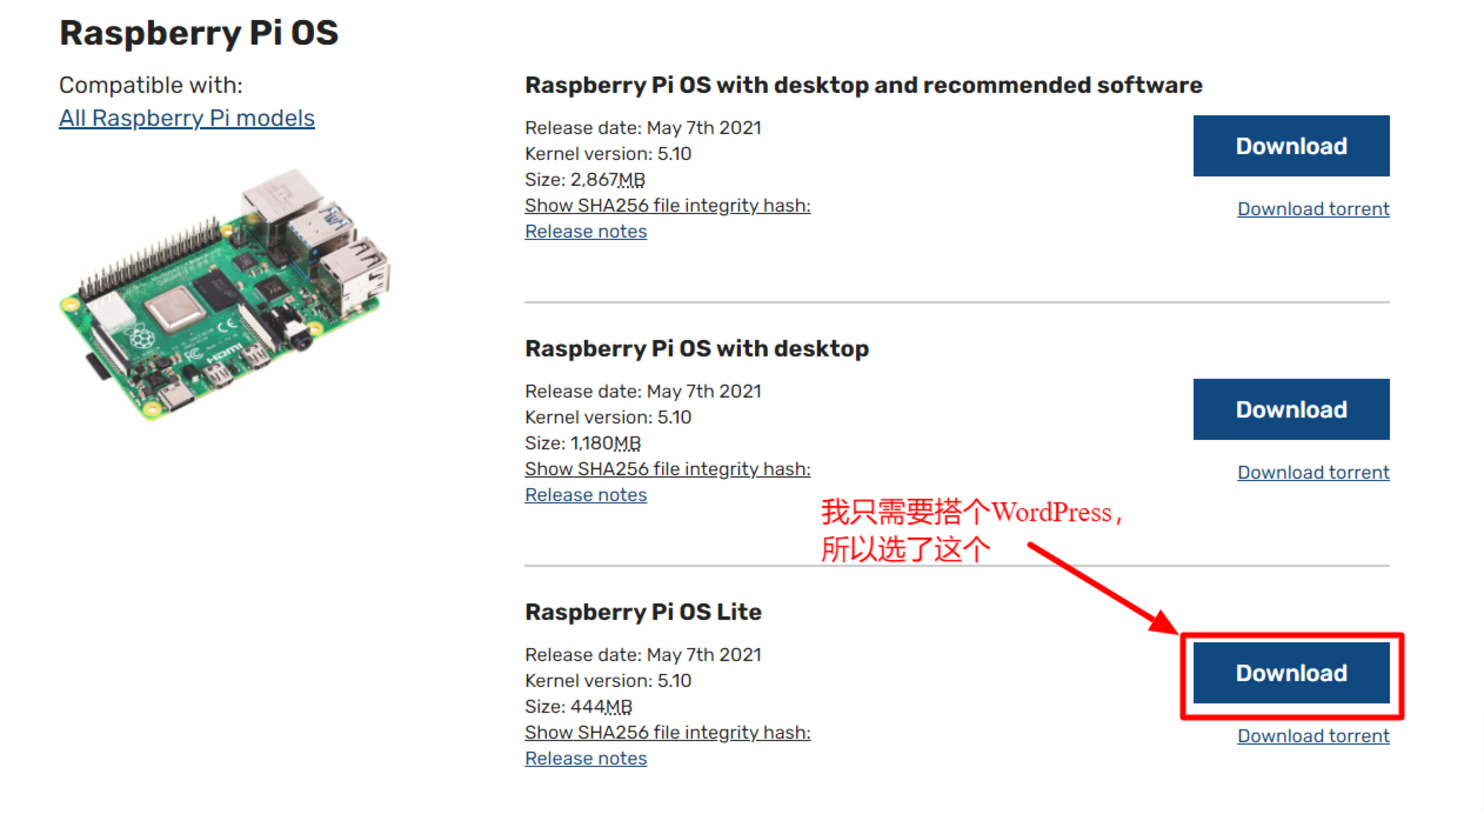 Raspberry Pi OS
Compatible with:
All Raspberry Pi models
Raspberry Pi OS with desktop and recommended software
Release date: May 7th 2021
Kernel version: 5.10
Size: 2,867MB
Show SHA256 file integrity hash:
Release notes
Download
Download torrent
Raspberry Pi OS with desktop
Release date: May 7th 2021
Kernel version: 5.10
Size: 1,180MB
Show SHA256 file integrity hash:
Release notes
Download
Download torrent
我只需要搭个WordPress，
所以选了这个
Raspberry Pi OS Lite
Release date: May 7th 2021
Kernel version: 5.10
Size: 444MB
Show SHA256 file integrity hash:
Release notes
Download
Download torrent
HDMI
CE
FC